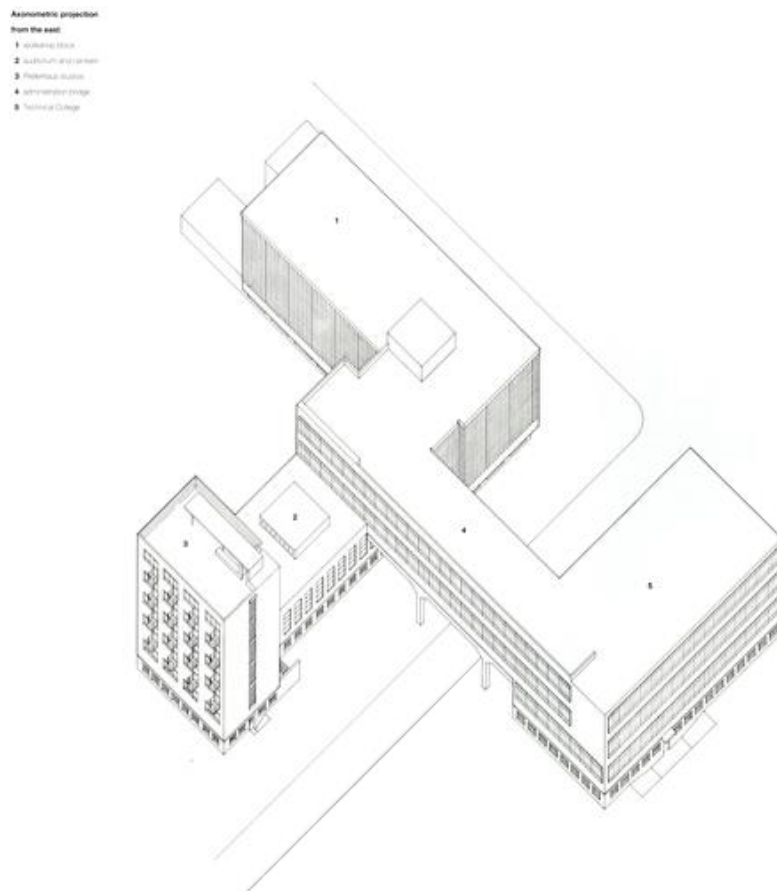 Axonometric projection
from the east
1 workshop block
2 auditorium and canteen
3 Prellerhaus studios
4 administration bridge
5 Technical College
1
2
3
4
5